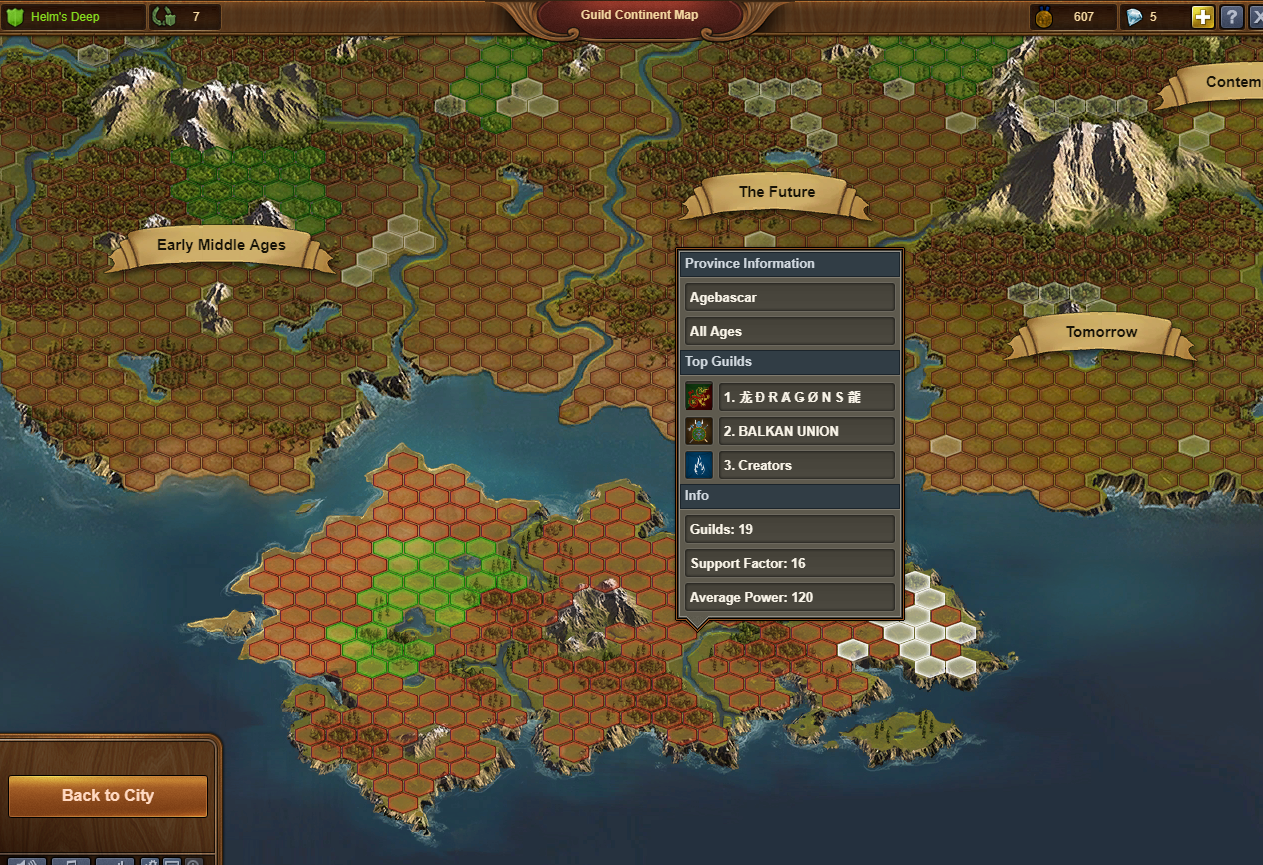 Helm's Deep
7
Guild Continent Map
607
5
?
Contem
The Future
Early Middle Ages
Province Information
Agebascar
All Ages
Tomorrow
Top Guilds
1. 龙 Đ R Ⱥ G Ø N S 龍
2. BALKAN UNION
3. Creators
Info
Guilds: 19
Support Factor: 16
Average Power: 120
Back to City